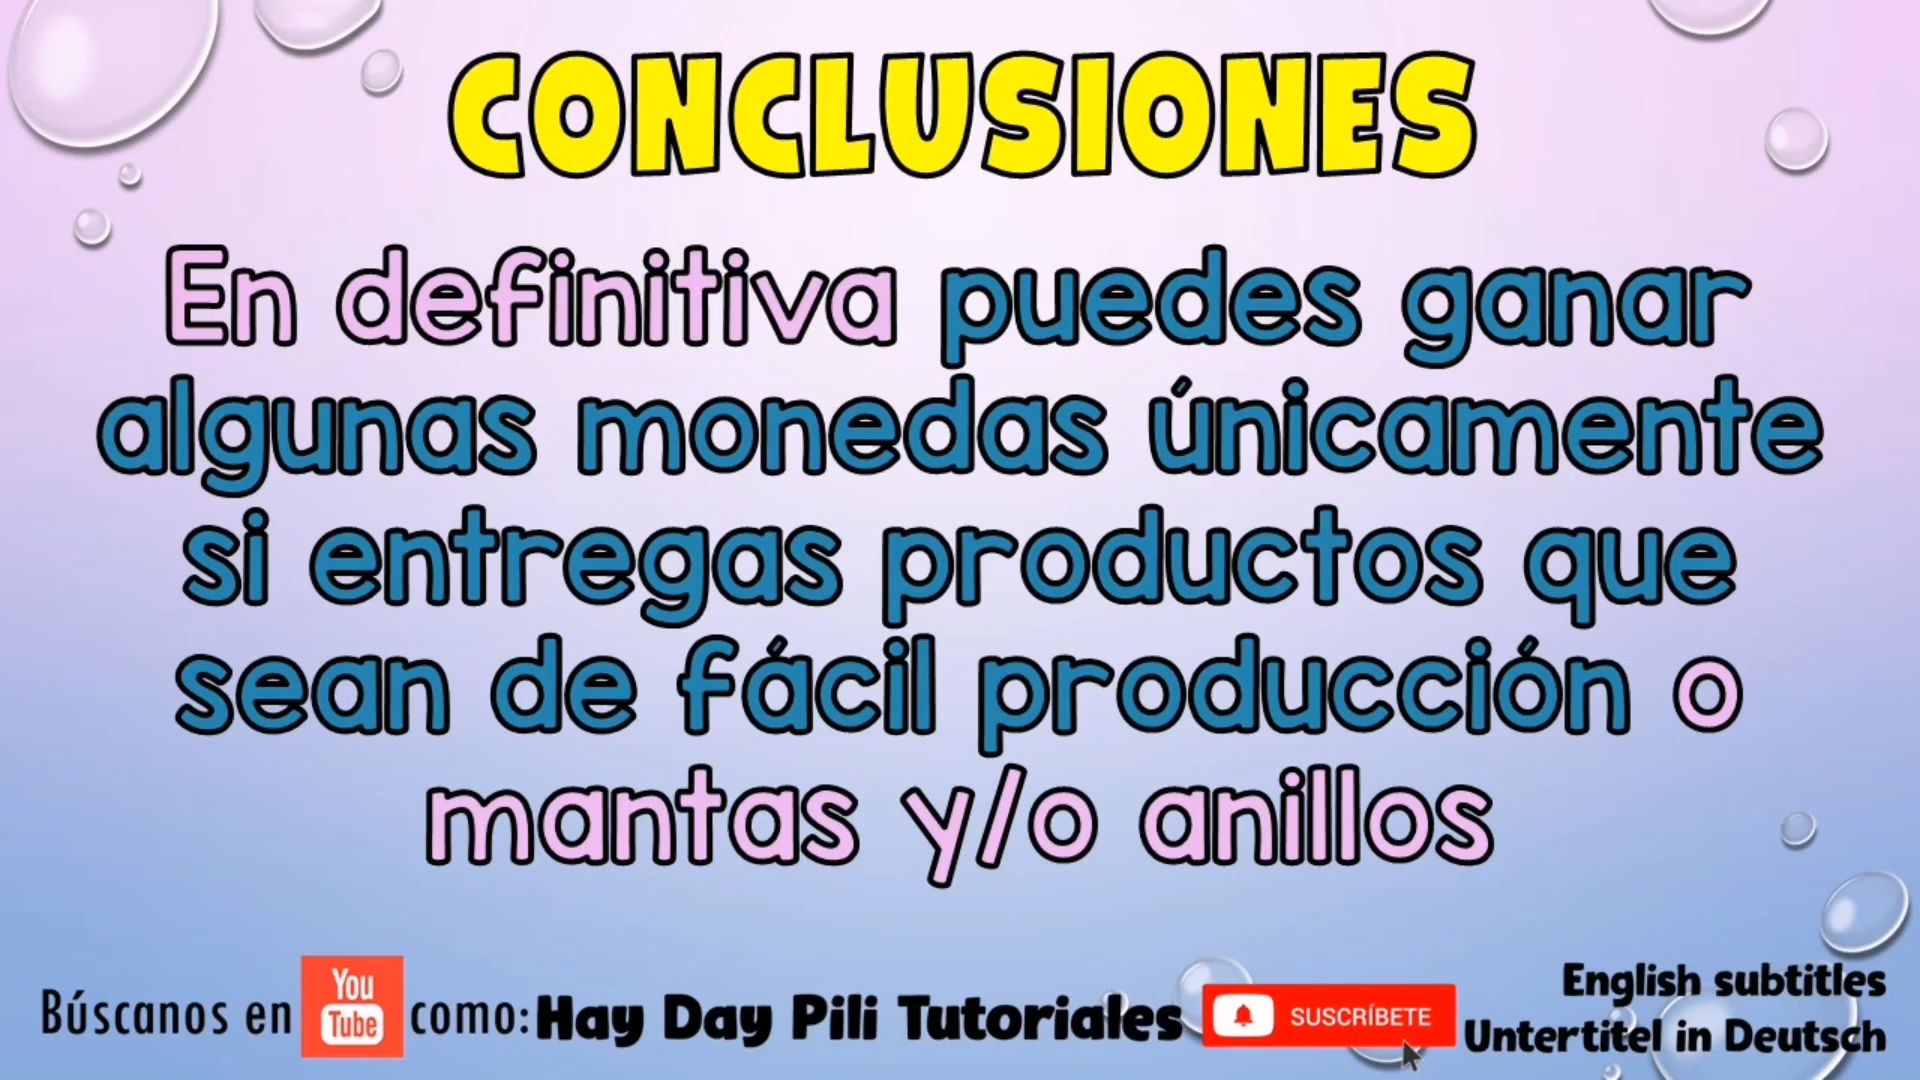 CONCLUSIONES
En definitiva puedes ganar
algunas monedas únicamente
si entregas productos que
sean de fácil producción o
mantas y/o anillos
Búscanos en You Tube como: Hay Day Pili Tutoriales
SUSCRÍBETE
English subtitles
Untertitel in Deutsch